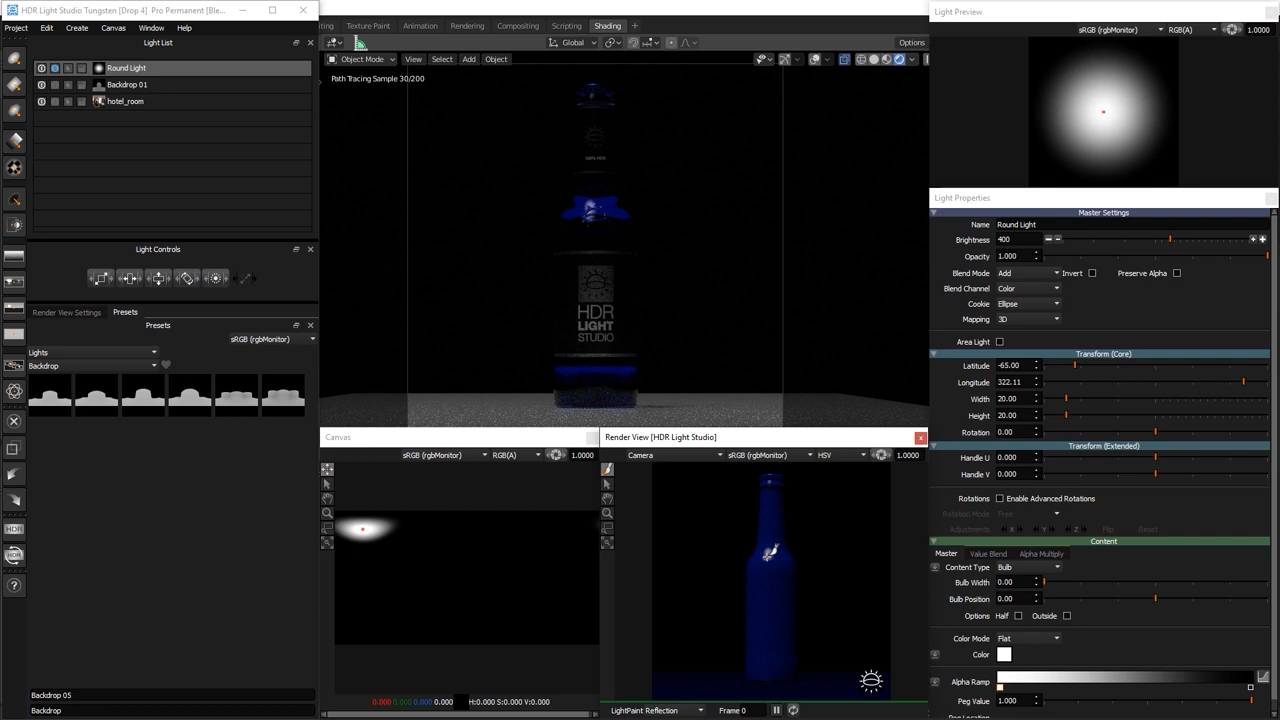 HDR Light Studio Tungsten [Drop 4]   Pro Permanent [Ble...
Project Edit Create Canvas Window Help
Light List
Round Light
Backdrop 01
hotel_room
Light Controls
Render View Settings Presets
Presets
sRGB (rgbMonitor)
Lights
Backdrop
Backdrop 05
Backdrop
Texture Paint Animation Rendering Compositing Scripting Shading +
Global Options
Object Mode View Select Add Object
Path Tracing Sample 30/200
100% HDR
HDR
LIGHT
STUDIO
Canvas
sRGB (rgbMonitor) RGB(A) 1.0000
0.000 0.000 0.000 0.000 H:0.000 S:0.000 V:0.000
Render View [HDR Light Studio]
Camera sRGB (rgbMonitor) HSV 1.0000
LightPaint Reflection Frame 0
Light Preview
sRGB (rgbMonitor) RGB(A) 1.0000
Light Properties
Master Settings
Name Round Light
Brightness 400
Opacity 1.000
Blend Mode Add Invert Preserve Alpha
Blend Channel Color
Cookie Ellipse
Mapping 3D
Area Light
Transform (Core)
Latitude -65.00
Longitude 322.11
Width 20.00
Height 20.00
Rotation 0.00
Transform (Extended)
Handle U 0.000
Handle V 0.000
Rotations Enable Advanced Rotations
Rotation Mode Free
Adjustments X Y Z Flip Reset
Content
Master Value Blend Alpha Multiply
Content Type Bulb
Bulb Width 0.00
Bulb Position 0.00
Options Half Outside
Color Mode Flat
Color
Alpha Ramp
Peg Value 1.000